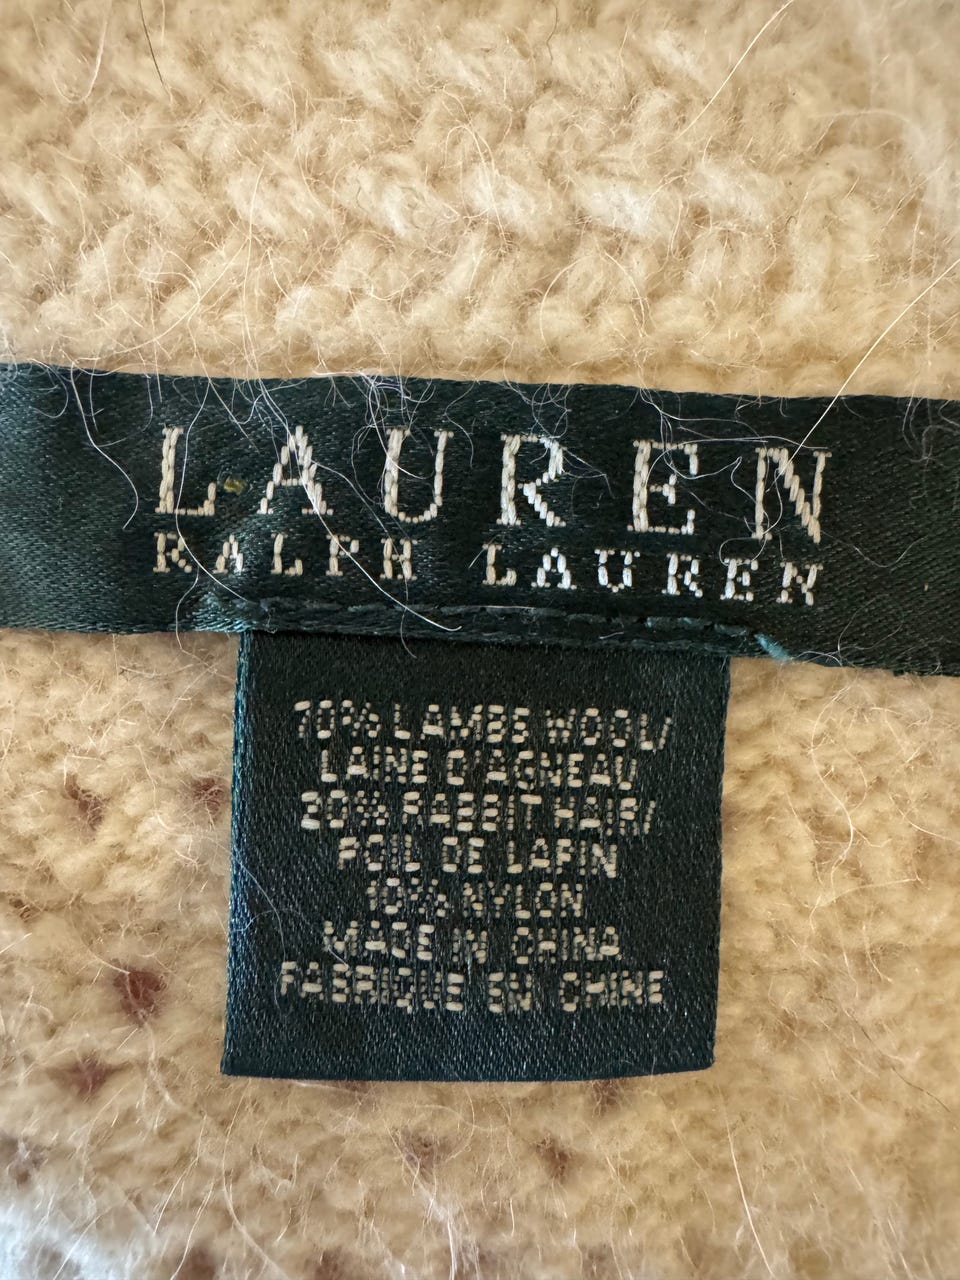 LAUREN
RALPH LAUREN
70% LAMBS WOOL/
LAINE D'AGNEAU
20% RABBIT HAIR/
POIL DE LAPIN
10% NYLON
MADE IN CHINA
FABRIQUE EN CHINE